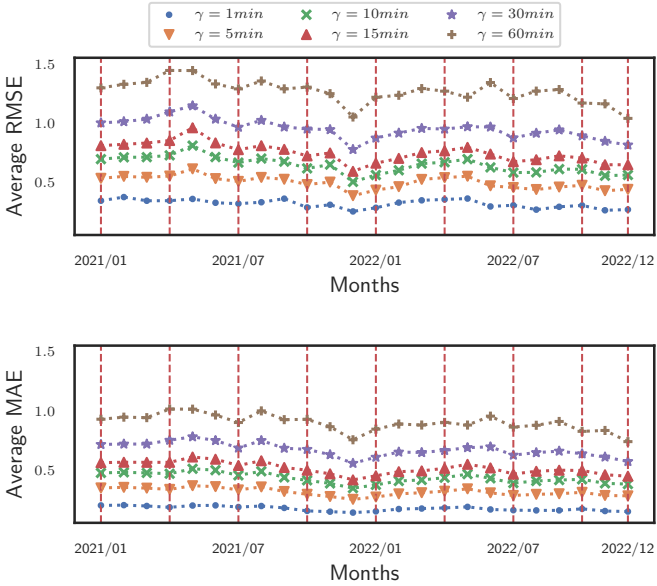 γ = 1min γ = 10min γ = 30min
γ = 5min γ = 15min γ = 60min
1.5
1.0
0.5
Average RMSE
2021/01 2021/07 2022/01 2022/07 2022/12
Months
1.5
1.0
0.5
Average MAE
2021/01 2021/07 2022/01 2022/07 2022/12
Months